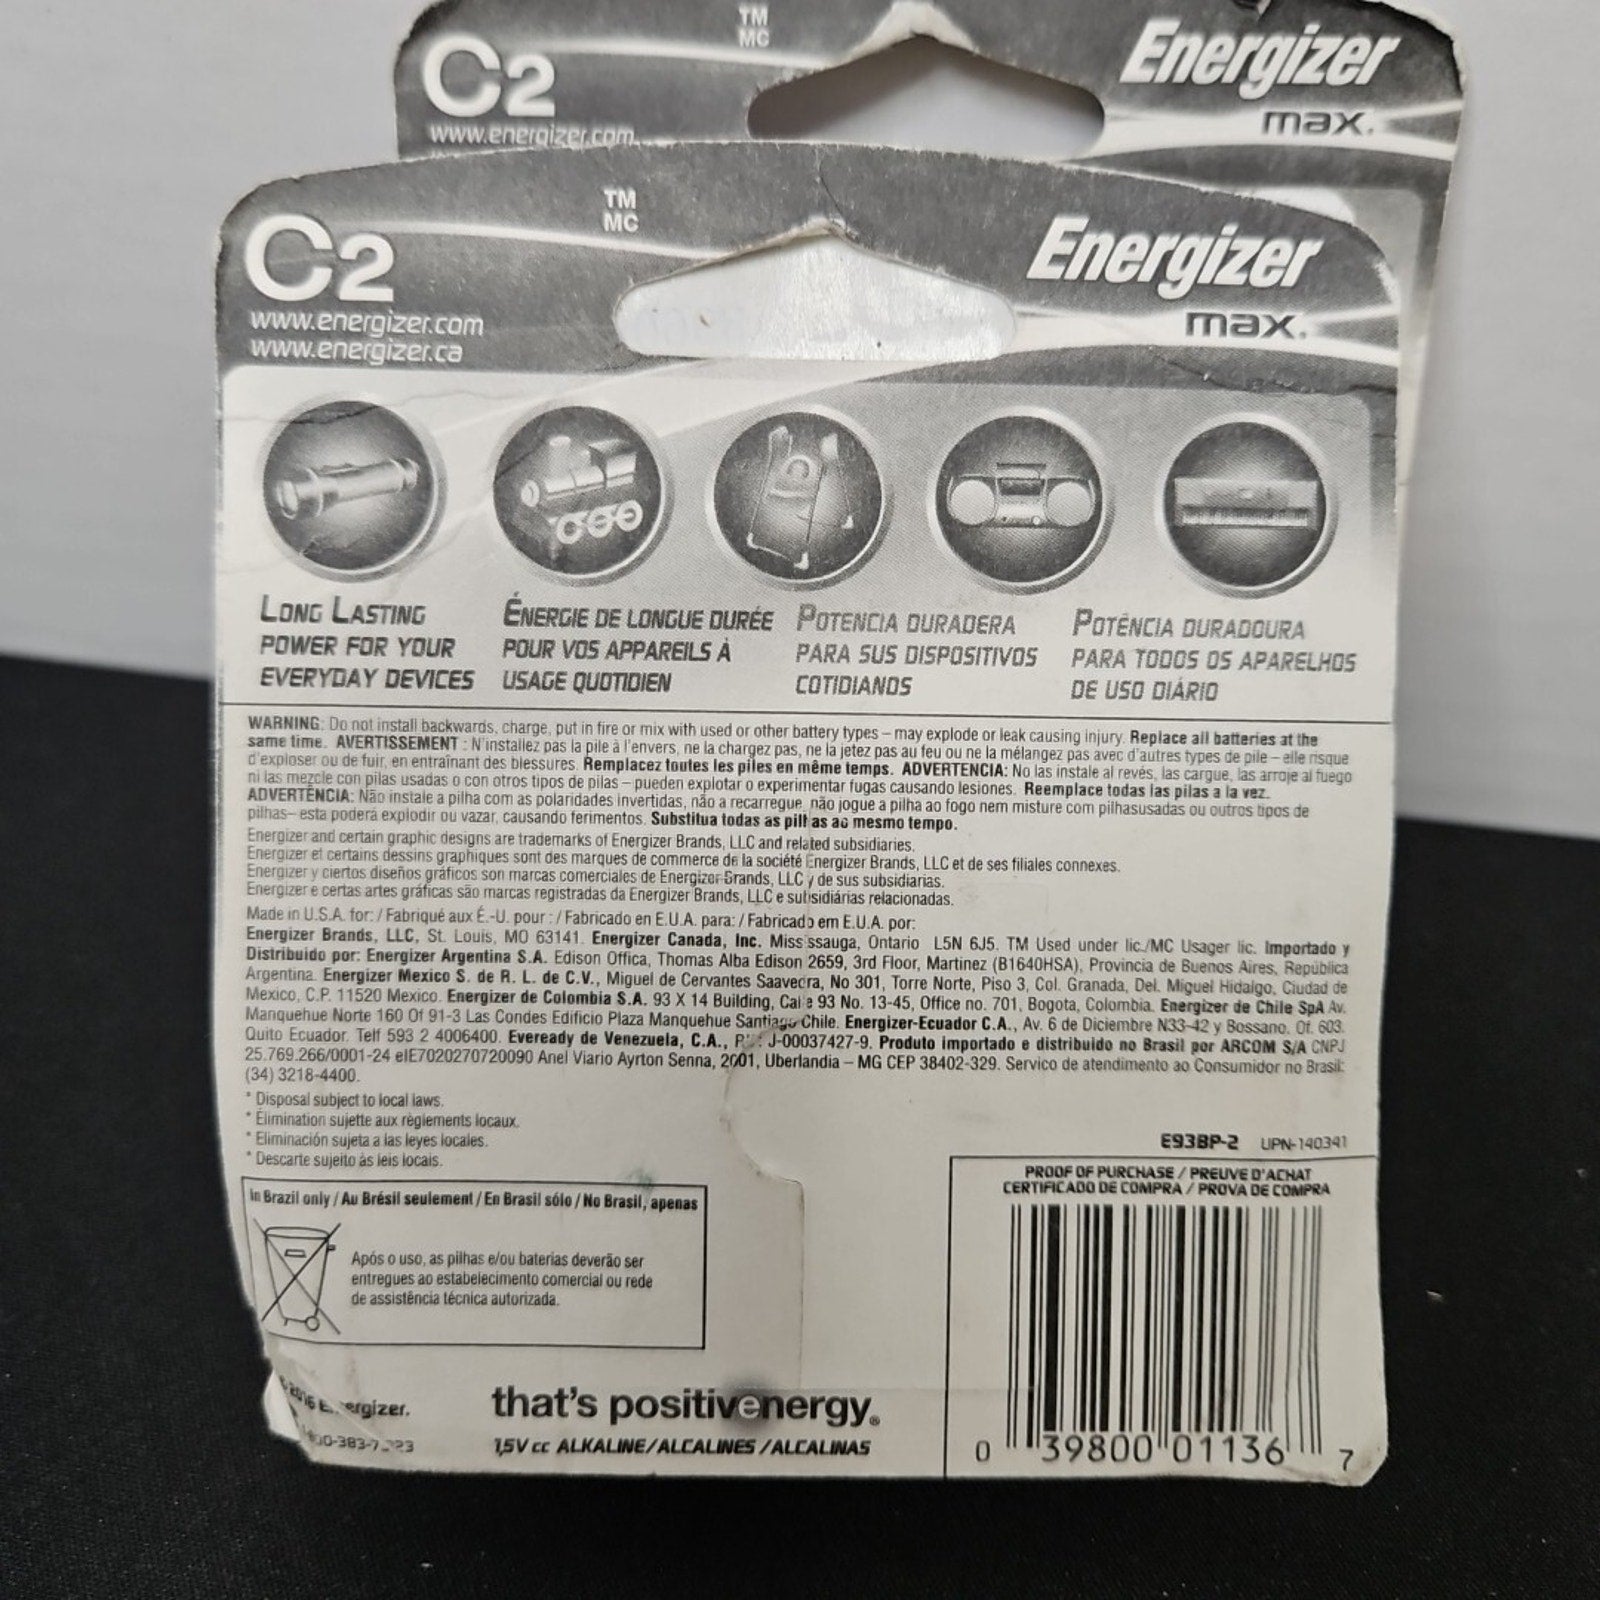 C2
TM
MC
Energizer
max.
www.energizer.com
C2
TM
MC
Energizer
max.
www.energizer.com
www.energizer.ca
LONG LASTING
POWER FOR YOUR
EVERYDAY DEVICES
ÉNERGIE DE LONGUE DURÉE
POUR VOS APPAREILS À
USAGE QUOTIDIEN
POTENCIA DURADERA
PARA SUS DISPOSITIVOS
COTIDIANOS
POTÊNCIA DURADOURA
PARA TODOS OS APARELHOS
DE USO DIÁRIO
WARNING: Do not install backwards, charge, put in fire or mix with used or other battery types – may explode or leak causing injury. Replace all batteries at the
same time. AVERTISSEMENT : N'installez pas la pile à l'envers, ne la chargez pas, ne la jetez pas au feu ou ne la mélangez pas avec d'autres types de pile – elle risque
d'exploser ou de fuir, en entraînant des blessures. Remplacez toutes les piles en même temps. ADVERTENCIA: No las instale al revés, las cargue, las arroje al fuego
ni las mezcle con pilas usadas o con otros tipos de pilas – pueden explotar o experimentar fugas causando lesiones. Reemplace todas las pilas a la vez.
ADVERTÊNCIA: Não instale a pilha com as polaridades invertidas, não a recarregue, não jogue a pilha ao fogo nem misture com pilhasusadas ou outros tipos de
pilhas– esta poderá explodir ou vazar, causando ferimentos. Substitua todas as pilhas ao mesmo tempo.
Energizer and certain graphic designs are trademarks of Energizer Brands, LLC and related subsidiaries.
Energizer et certains dessins graphiques sont des marques de commerce de la société Energizer Brands, LLC et de ses filiales connexes.
Energizer y ciertos diseños gráficos son marcas comerciales de Energizer Brands, LLC y de sus subsidiarias.
Energizer e certas artes gráficas são marcas registradas da Energizer Brands, LLC e subsidiárias relacionadas.
Made in U.S.A. for: / Fabriqué aux É.-U. pour : / Fabricado en E.U.A. para: / Fabricado em E.U.A. por:
Energizer Brands, LLC, St. Louis, MO 63141. Energizer Canada, Inc. Mississauga, Ontario L5N 6J5. TM Used under lic./MC Usager lic. Importado y
Distribuido por: Energizer Argentina S.A. Edison Offica, Thomas Alba Edison 2659, 3rd Floor, Martinez (B1640HSA), Provincia de Buenos Aires, República
Argentina. Energizer Mexico S. de R. L. de C.V., Miguel de Cervantes Saavedra, No 301, Torre Norte, Piso 3, Col. Granada, Del. Miguel Hidalgo, Ciudad de
Mexico, C.P. 11520 Mexico. Energizer de Colombia S.A. 93 X 14 Building, Calle 93 No. 13-45, Office no. 701, Bogota, Colombia. Energizer de Chile SpA Av.
Manquehue Norte 160 Of 91-3 Las Condes Edificio Plaza Manquehue Santiago Chile. Energizer-Ecuador C.A., Av. 6 de Diciembre N33-42 y Bossano. Of. 603.
Quito Ecuador. Telf 593 2 4006400. Eveready de Venezuela, C.A., J-00037427-9. Produto importado e distribuido no Brasil por ARCOM S/A CNPJ
25.769.266/0001-24 eIE7020270720090 Anel Viario Ayrton Senna, 2001, Uberlandia – MG CEP 38402-329. Servico de atendimento ao Consumidor no Brasil:
(34) 3218-4400.
* Disposal subject to local laws.
* Élimination sujette aux règlements locaux.
* Eliminación sujeta a las leyes locales.
* Descarte sujeito às leis locais.
E93BP-2 UPN-140341
PROOF OF PURCHASE / PREUVE D'ACHAT
CERTIFICADO DE COMPRA / PROVA DE COMPRA
In Brazil only / Au Brésil seulement / En Brasil sólo / No Brasil, apenas
Após o uso, as pilhas e/ou baterias deverão ser
entregues ao estabelecimento comercial ou rede
de assistência técnica autorizada.
Energizer.
that's positivenergy®
1,5V cc ALKALINE/ALCALINES/ALCALINAS
0 39800 01136 7